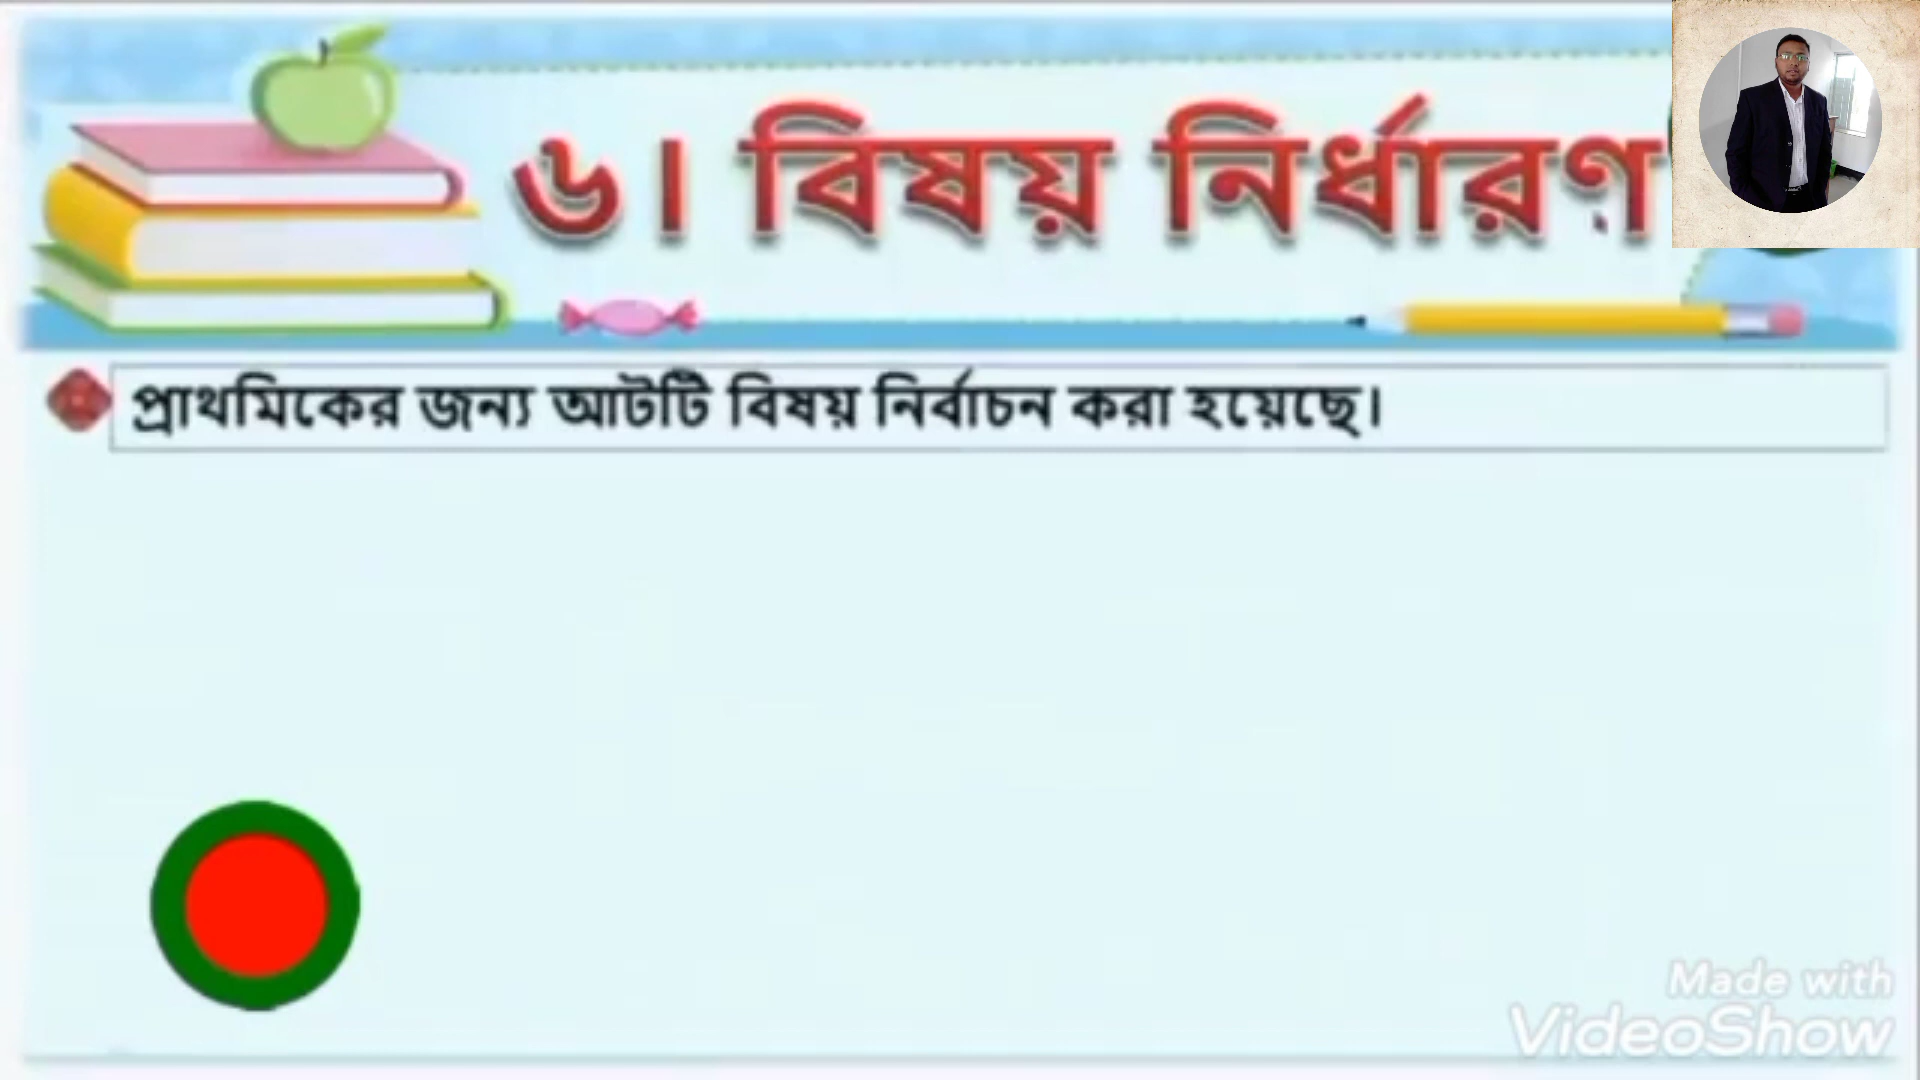 ৬। বিষয় নির্ধারণ
প্রাথমিকের জন্য আটটি বিষয় নির্বাচন করা হয়েছে।
Made with
VideoShow